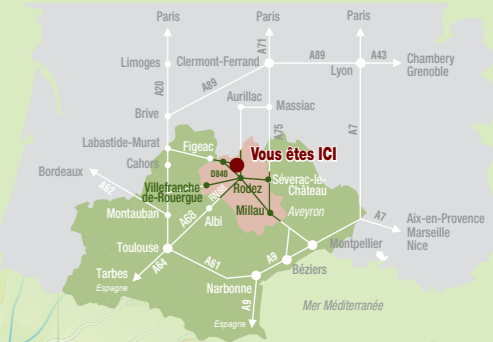 Paris
Paris
Paris
Limoges
Clermont-Ferrand
A71
A89
A43
Chambery
Grenoble
Lyon
A20
A89
Aurillac
Massiac
Brive
A75
A7
Labastide-Murat
Figeac
Vous êtes ICI
Cahors
D840
Bordeaux
A62
Villefranche
de-Rouergue
Rodez
Séverac-le-
Château
Montauban
A68
Albi
Millau
Aveyron
A7
Aix-en-Provence
Marseille
Nice
Toulouse
Montpellier
A64
A61
A9
Béziers
Tarbes
Espagne
Narbonne
A9
Mer Méditerranée
Espagne